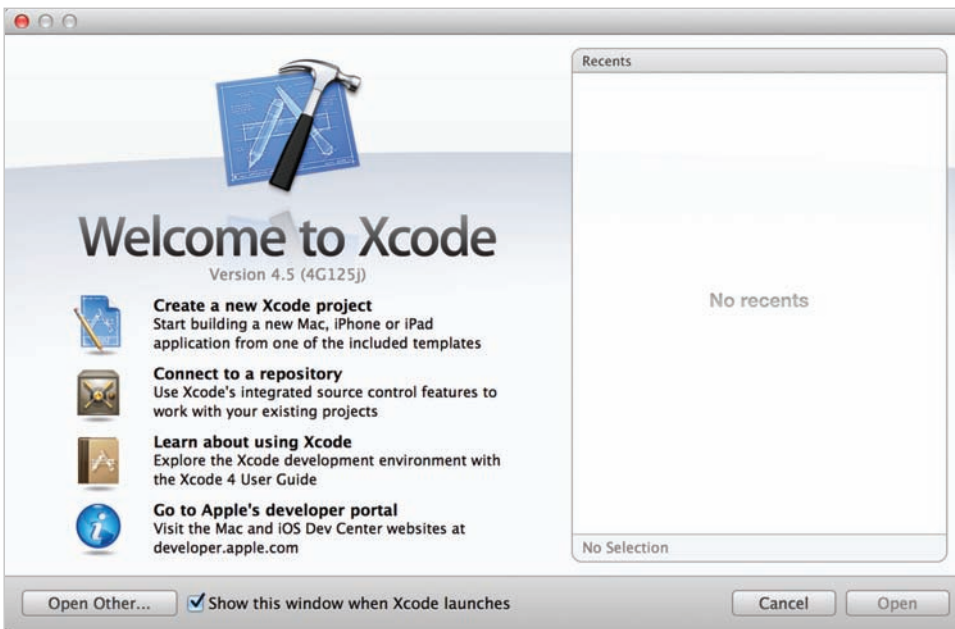 Welcome to Xcode
Version 4.5 (4G125j)
Create a new Xcode project
Start building a new Mac, iPhone or iPad
application from one of the included templates
Connect to a repository
Use Xcode's integrated source control features to
work with your existing projects
Learn about using Xcode
Explore the Xcode development environment with
the Xcode 4 User Guide
Go to Apple's developer portal
Visit the Mac and iOS Dev Center websites at
developer.apple.com
Recents
No recents
No Selection
Open Other...
Show this window when Xcode launches
Cancel
Open